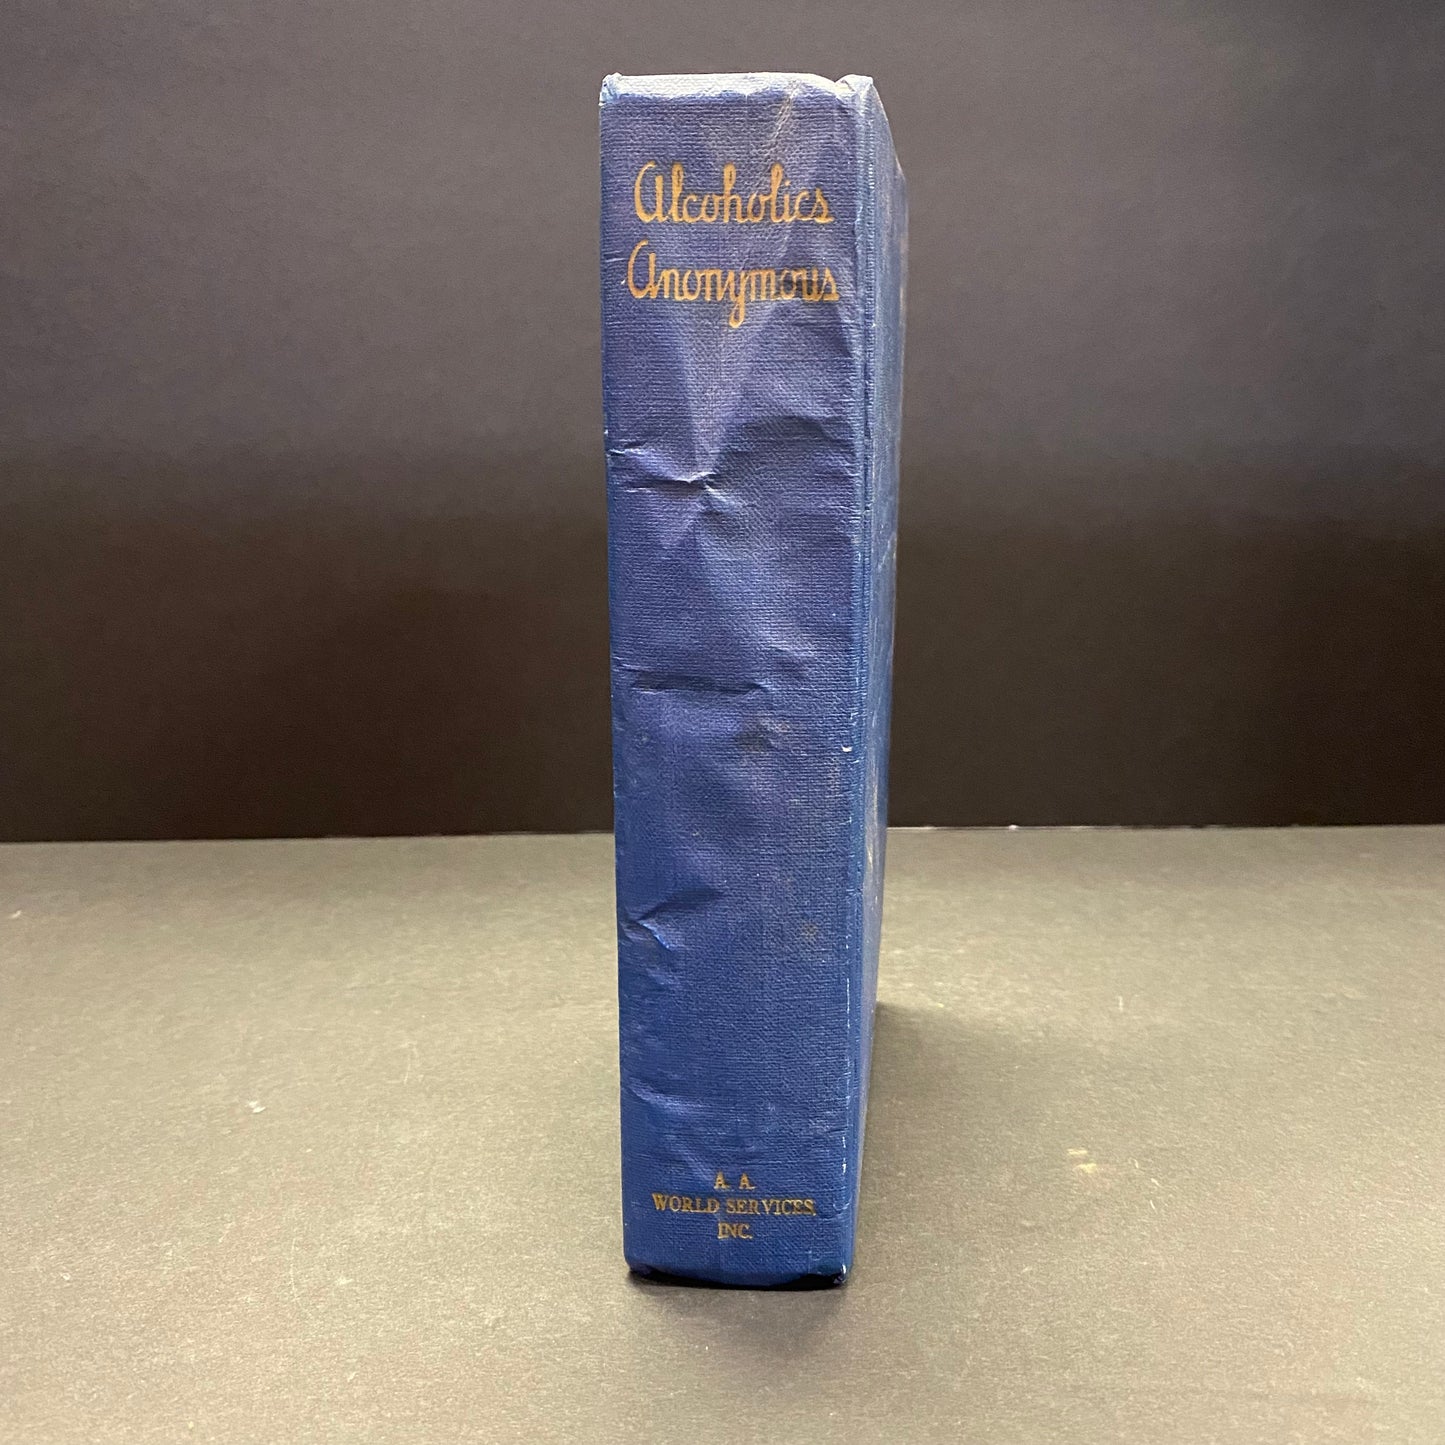 Alcoholics
Anonymous
A. A.
WORLD SERVICES,
INC.